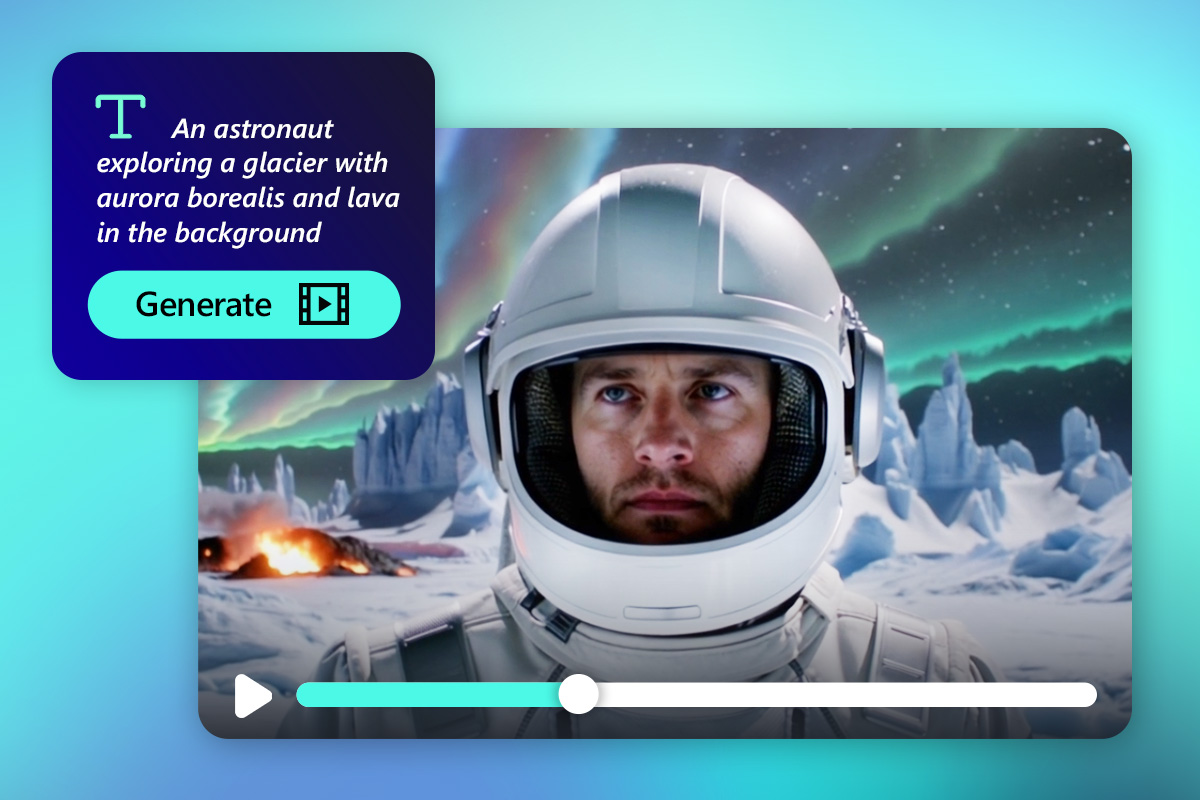 T An astronaut
exploring a glacier with
aurora borealis and lava
in the background
Generate